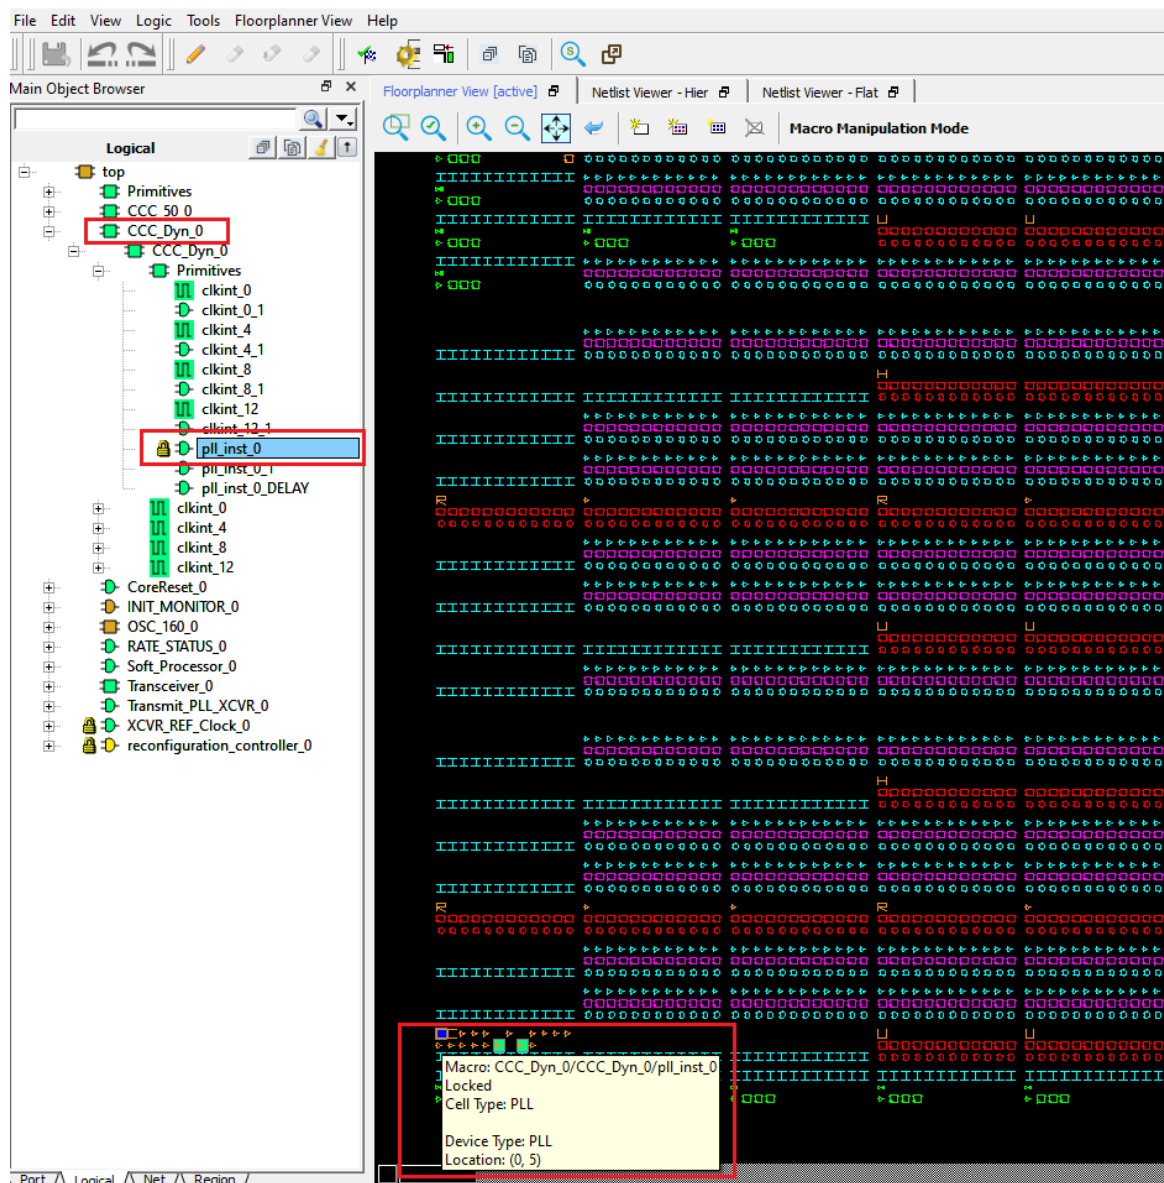 File Edit View Logic Tools Floorplanner View Help
Main Object Browser
Floorplanner View [active]
Netlist Viewer - Hier
Netlist Viewer - Flat
Macro Manipulation Mode
Logical
top
Primitives
CCC_50_0
CCC_Dyn_0
CCC_Dyn_0
Primitives
clkint_0
clkint_0_1
clkint_4
clkint_4_1
clkint_8
clkint_8_1
clkint_12
clkint_12_1
pll_inst_0
pll_inst_0_1
pll_inst_0_DELAY
clkint_0
clkint_4
clkint_8
clkint_12
CoreReset_0
INIT_MONITOR_0
OSC_160_0
RATE_STATUS_0
Soft_Processor_0
Transceiver_0
Transmit_PLL_XCVR_0
XCVR_REF_Clock_0
reconfiguration_controller_0
Macro: CCC_Dyn_0/CCC_Dyn_0/pll_inst_0
Locked
Cell Type: PLL
Device Type: PLL
Location: (0, 5)
Port Logical Net Region